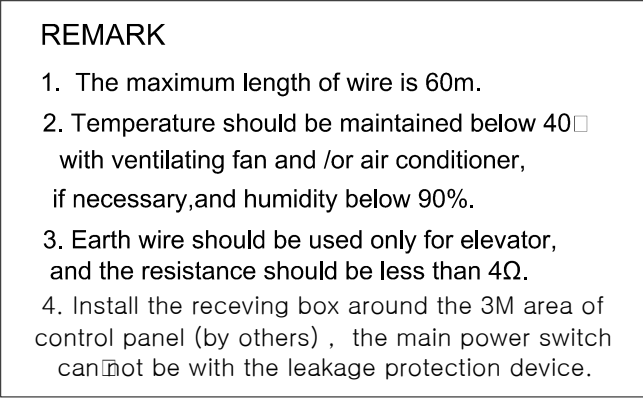 REMARK
1. The maximum length of wire is 60m.
2. Temperature should be maintained below 40□
with ventilating fan and /or air conditioner,
if necessary,and humidity below 90%.
3. Earth wire should be used only for elevator,
and the resistance should be less than 4Ω.
4. Install the receving box around the 3M area of
control panel (by others) , the main power switch
can not be with the leakage protection device.